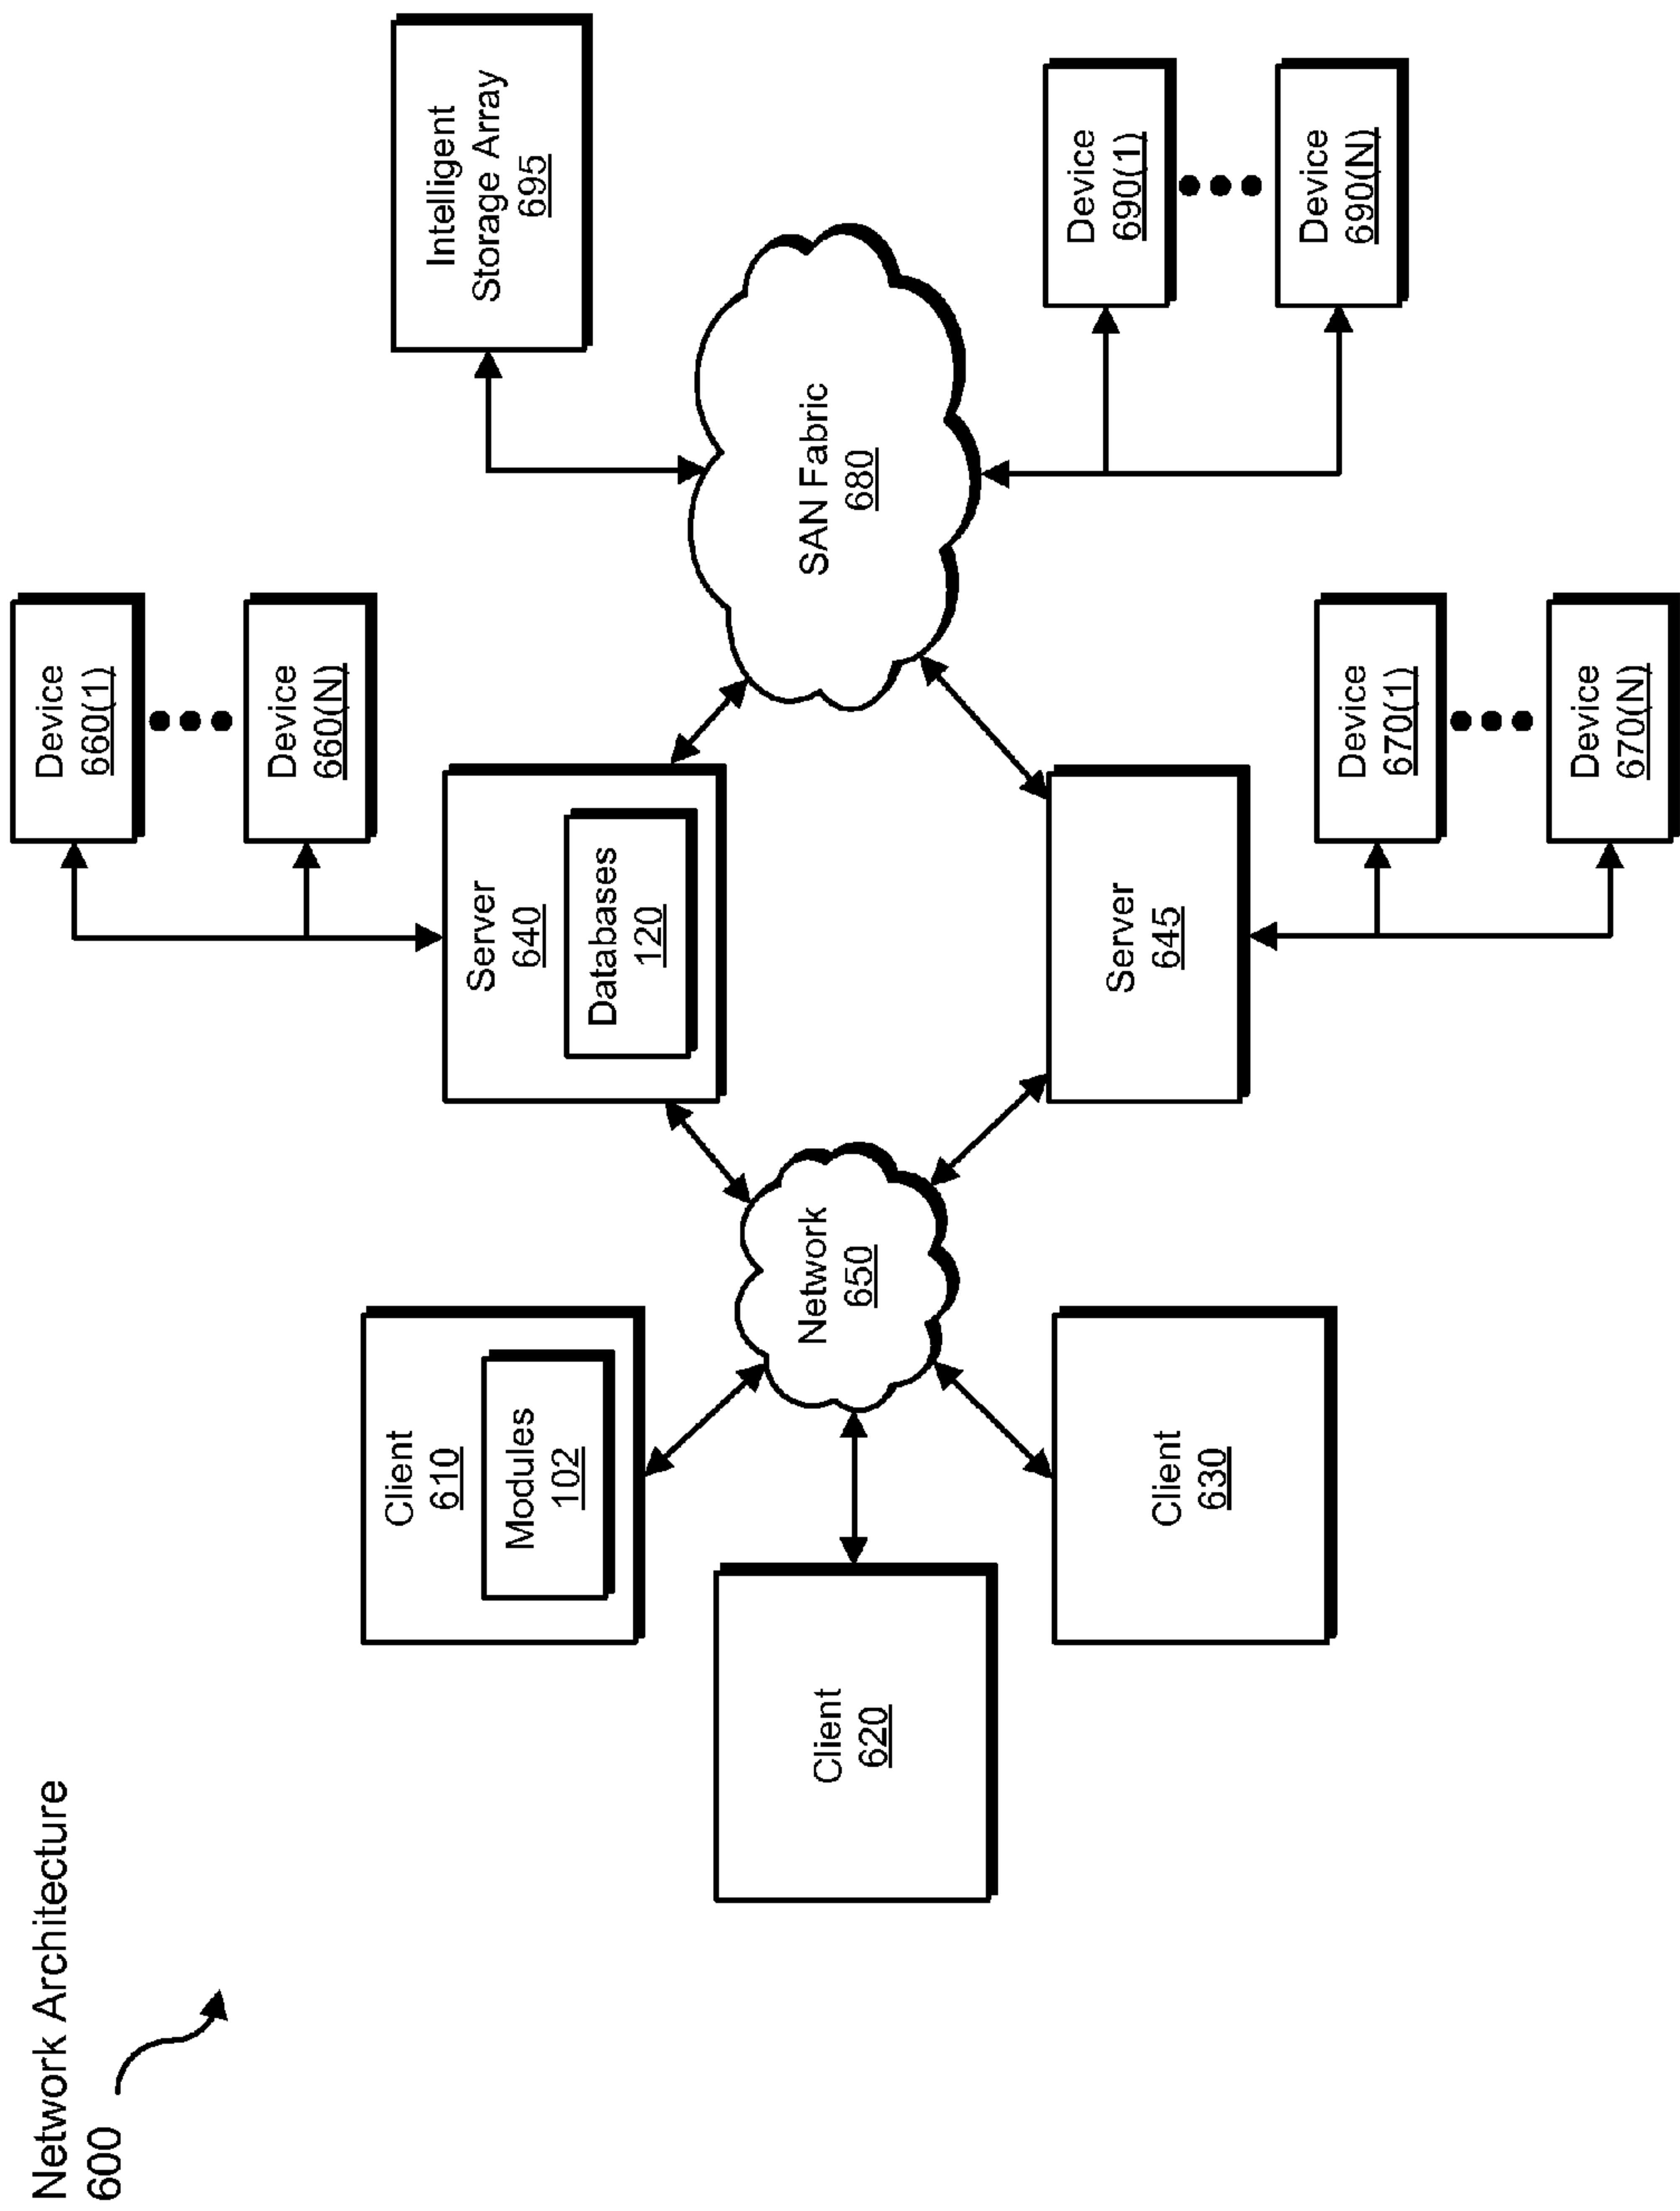 Network Architecture
600
Device
660(1)
Device
660(N)
Server
640
Databases
120
Intelligent
Storage Array
695
Client
610
Modules
102
Client
620
Network
650
SAN Fabric
680
Client
630
Server
645
Device
690(1)
Device
690(N)
Device
670(1)
Device
670(N)